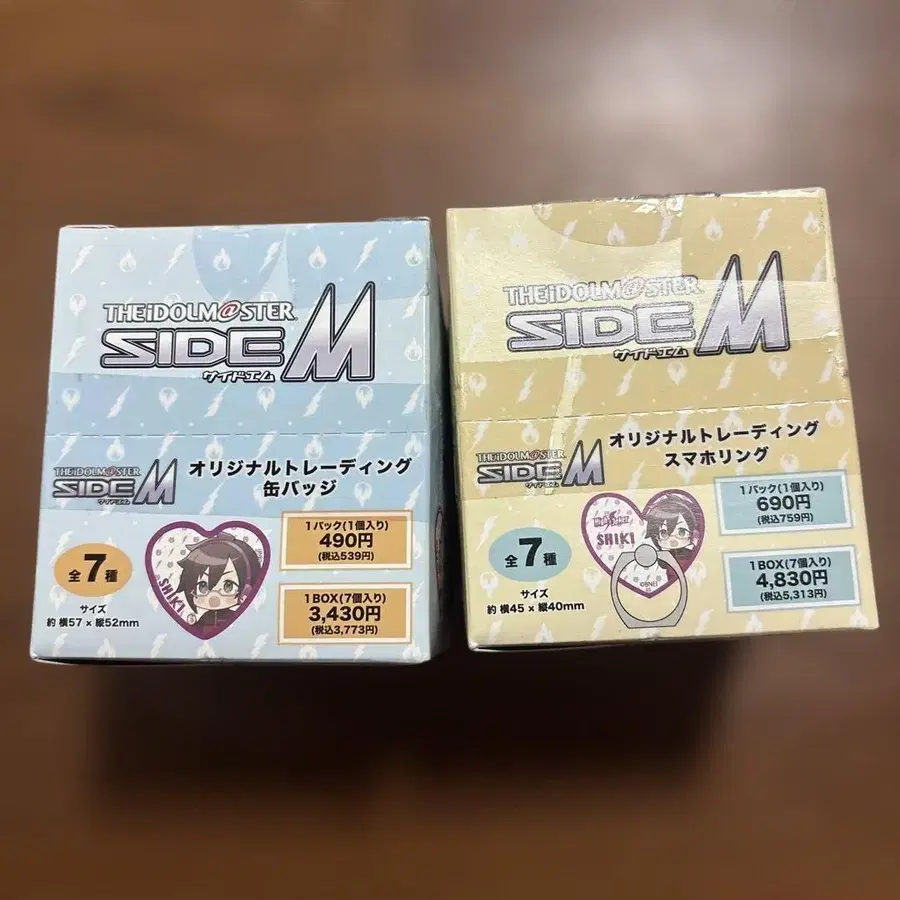 THE iDOLM@STER
SIDEM
サイドエム
THE iDOLM@STER
SIDEM
サイドエム
オリジナルトレーディング
缶バッジ
全7種
サイズ
約 横57×縦52mm
SHIKI
1パック(1個入り)
490円
(税込539円)
1BOX(7個入り)
3,430円
(税込3,773円)
THE iDOLM@STER
SIDEM
サイドエム
THE iDOLM@STER
SIDEM
サイドエム
オリジナルトレーディング
スマホリング
全7種
サイズ
約 横45×縦40mm
SHIKI
©BNEI
1パック(1個入り)
690円
(税込759円)
1BOX(7個入り)
4,830円
(税込5,313円)